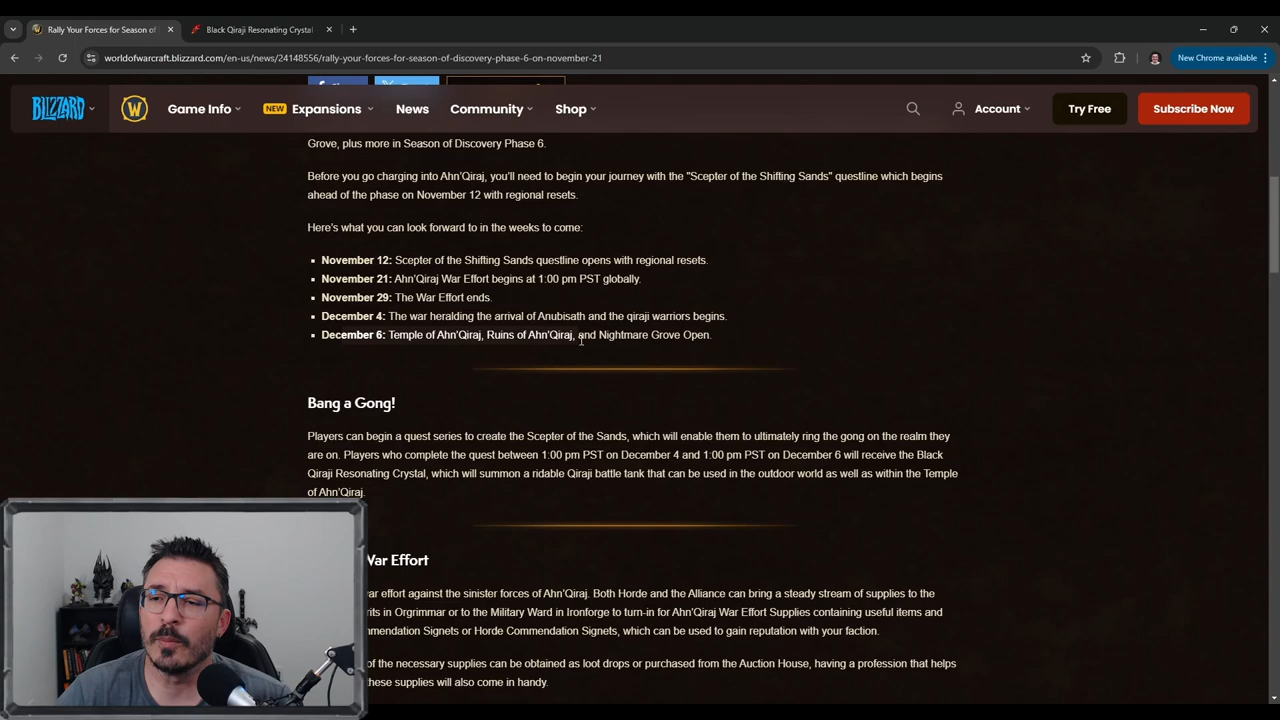 Rally Your Forces for Season of
Black Qiraji Resonating Crystal
worldofwarcraft.blizzard.com/en-us/news/24148556/rally-your-forces-for-season-of-discovery-phase-6-on-november-21
New Chrome available
BLIZZARD
W
Game Info
NEW Expansions
News
Community
Shop
Account
Try Free
Subscribe Now
Grove, plus more in Season of Discovery Phase 6.
Before you go charging into Ahn'Qiraj, you'll need to begin your journey with the "Scepter of the Shifting Sands" questline which begins
ahead of the phase on November 12 with regional resets.
Here's what you can look forward to in the weeks to come:
November 12: Scepter of the Shifting Sands questline opens with regional resets.
November 21: Ahn'Qiraj War Effort begins at 1:00 pm PST globally.
November 29: The War Effort ends.
December 4: The war heralding the arrival of Anubisath and the qiraji warriors begins.
December 6: Temple of Ahn'Qiraj, Ruins of Ahn'Qiraj, and Nightmare Grove Open.
Bang a Gong!
Players can begin a quest series to create the Scepter of the Sands, which will enable them to ultimately ring the gong on the realm they
are on. Players who complete the quest between 1:00 pm PST on December 4 and 1:00 pm PST on December 6 will receive the Black
Qiraji Resonating Crystal, which will summon a ridable Qiraji battle tank that can be used in the outdoor world as well as within the Temple
of Ahn'Qiraj.
War Effort
war effort against the sinister forces of Ahn'Qiraj. Both Horde and the Alliance can bring a steady stream of supplies to the
or to the Military Ward in Ironforge to turn-in for Ahn'Qiraj War Effort Supplies containing useful items and
or Horde Commendation Signets, which can be used to gain reputation with your faction.
of the necessary supplies can be obtained as loot drops or purchased from the Auction House, having a profession that helps
these supplies will also come in handy.